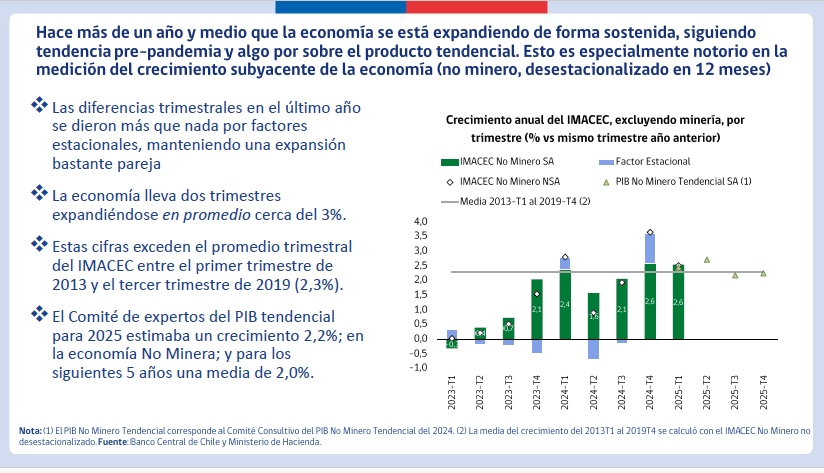 Hace más de un año y medio que la economía se está expandiendo de forma sostenida, siguiendo
tendencia pre-pandemia y algo por sobre el producto tendencial. Esto es especialmente notorio en la
medición del crecimiento subyacente de la economía (no minero, desestacionalizado en 12 meses)
Las diferencias trimestrales en el último año
se dieron más que nada por factores
estacionales, manteniendo una expansión
bastante pareja
La economía lleva dos trimestres
expandiéndose en promedio cerca del 3%.
Estas cifras exceden el promedio trimestral
del IMACEC entre el primer trimestre de
2013 y el tercer trimestre de 2019 (2,3%).
El Comité de expertos del PIB tendencial
para 2025 estimaba un crecimiento 2,2%; en
la economía No Minera; y para los
siguientes 5 años una media de 2,0%.
Crecimiento anual del IMACEC, excluyendo minería, por
trimestre (% vs mismo trimestre año anterior)
IMACEC No Minero SA
Factor Estacional
IMACEC No Minero NSA
PIB No Minero Tendencial SA (1)
Media 2013-T1 al 2019-T4 (2)
4,0
3,5
3,0
2,5
2,0
1,5
1,0
0,5
0,0
-0,5
-1,0
0,4
0,7
2,1
2,4
1,6
2,1
2,6
2,6
2023-T1
2023-T2
2023-T3
2023-T4
2024-T1
2024-T2
2024-T3
2024-T4
2025-T1
2025-T2
2025-T3
2025-T4
Nota: (1) El PIB No Minero Tendencial corresponde al Comité Consultivo del PIB No Minero Tendencial del 2024. (2) La media del crecimiento del 2013T1 al 2019T4 se calculó con el IMACEC No Minero no
desestacionalizado. Fuente: Banco Central de Chile y Ministerio de Hacienda.